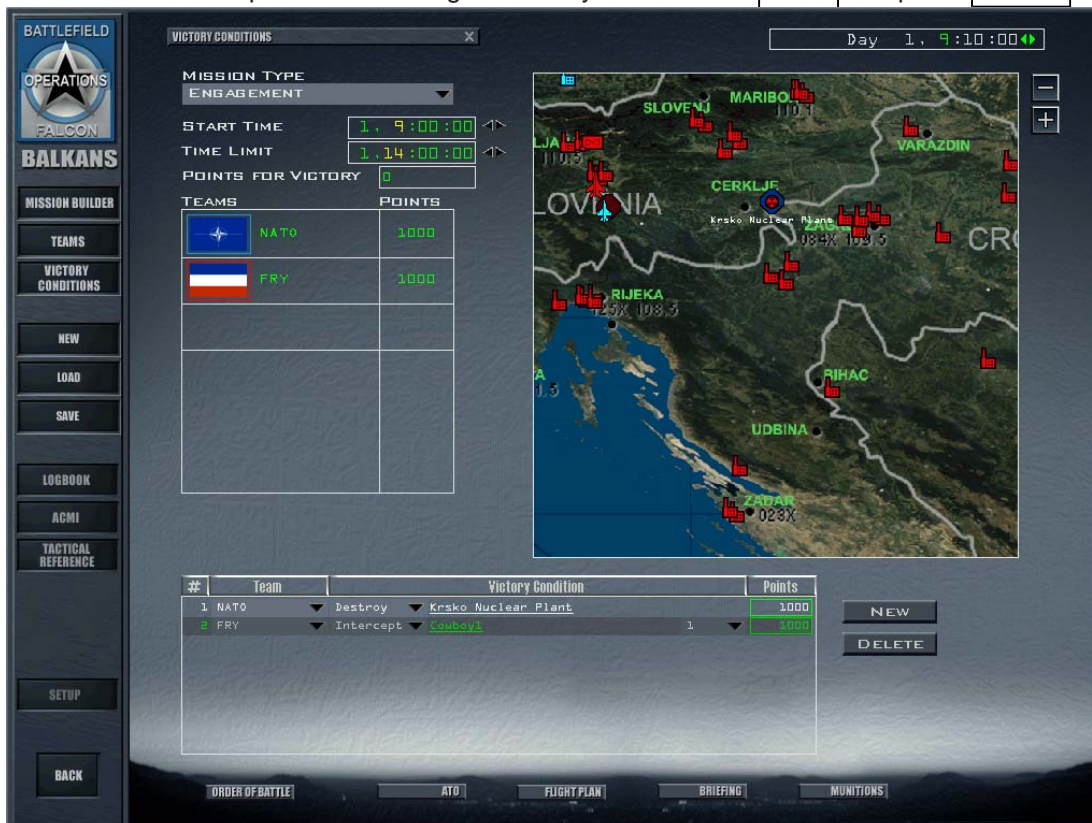 BATTLEFIELD
OPERATIONS
FALCON
BALKANS
MISSION BUILDER
TEAMS
VICTORY
CONDITIONS
NEW
LOAD
SAVE
LOGBOOK
ACMI
TACTICAL
REFERENCE
SETUP
BACK
VICTORY CONDITIONS X
Day 1, 9:10:00
MISSION TYPE
ENGAGEMENT
START TIME 1, 9:00:00
TIME LIMIT 1,14:00:00
POINTS FOR VICTORY 0
TEAMS POINTS
NATO 1000
FRY 1000
MARIBO
SLOVENJ
110.5
VARAZDIN
CERKLJE
Krsko Nuclear Plant
084X 109.5
CR
RIJEKA
108.5
BIHAC
UDBINA
ZADAR
023X
# Team Victory Condition Points
1 NATO Destroy Krsko Nuclear Plant 1000
2 FRY Intercept Cowboy1 1 1000
NEW
DELETE
ORDER OF BATTLE ATO FLIGHT PLAN BRIEFING MUNITIONS